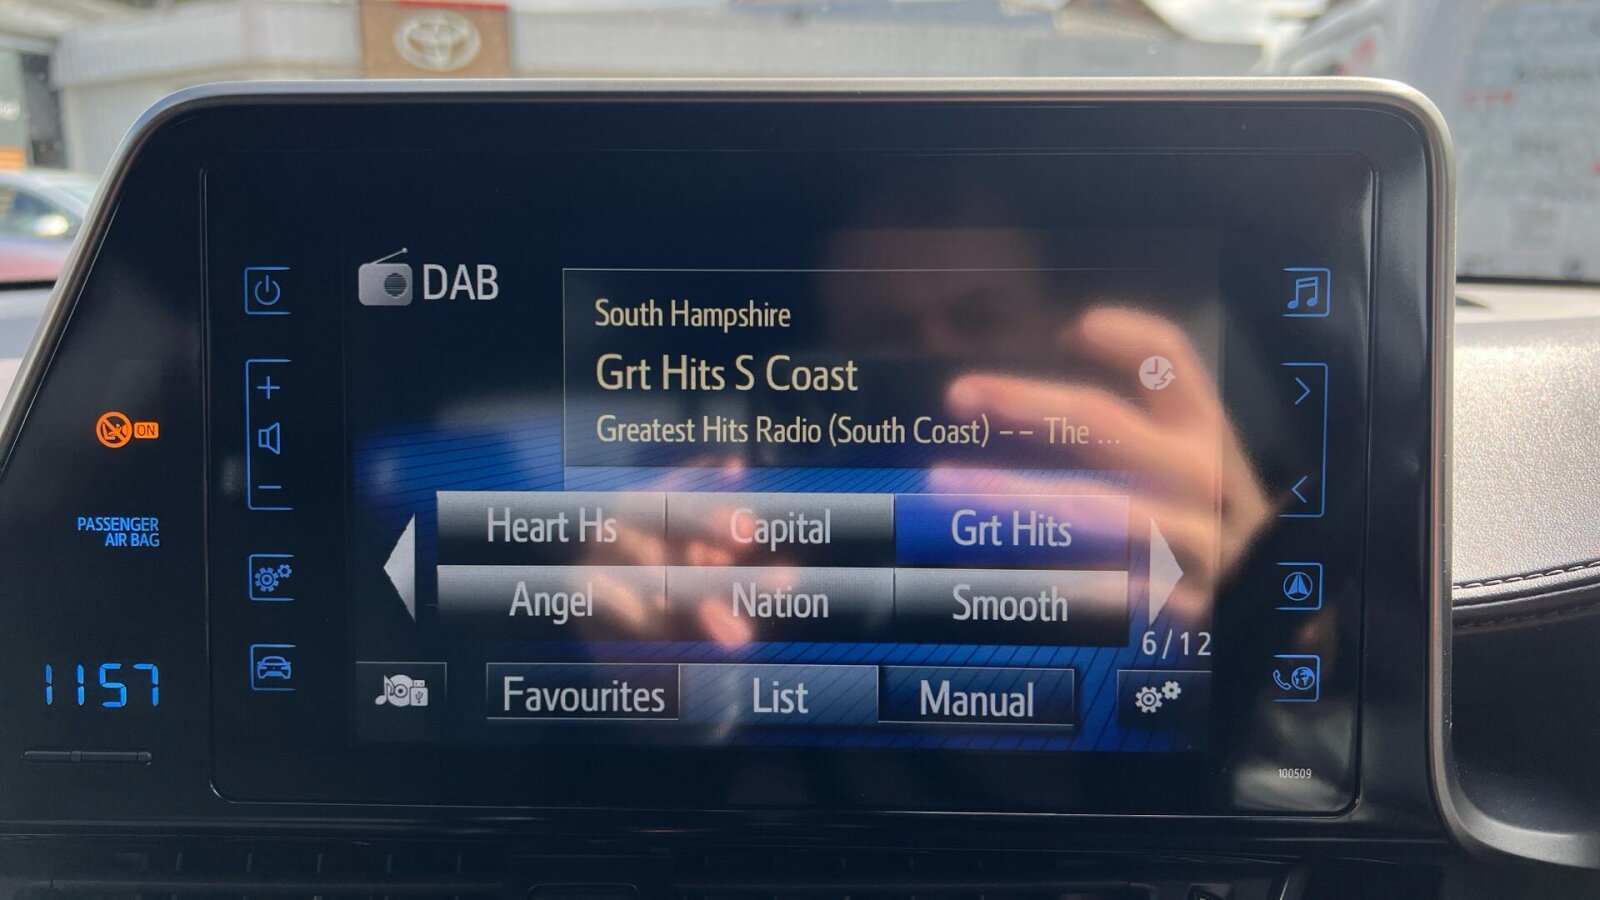 DAB
South Hampshire
Grt Hits S Coast
Greatest Hits Radio (South Coast) -- The ...
Heart Hs
Capital
Grt Hits
Angel
Nation
Smooth
6/12
Favourites
List
Manual
ON
PASSENGER
AIR BAG
1157
100509